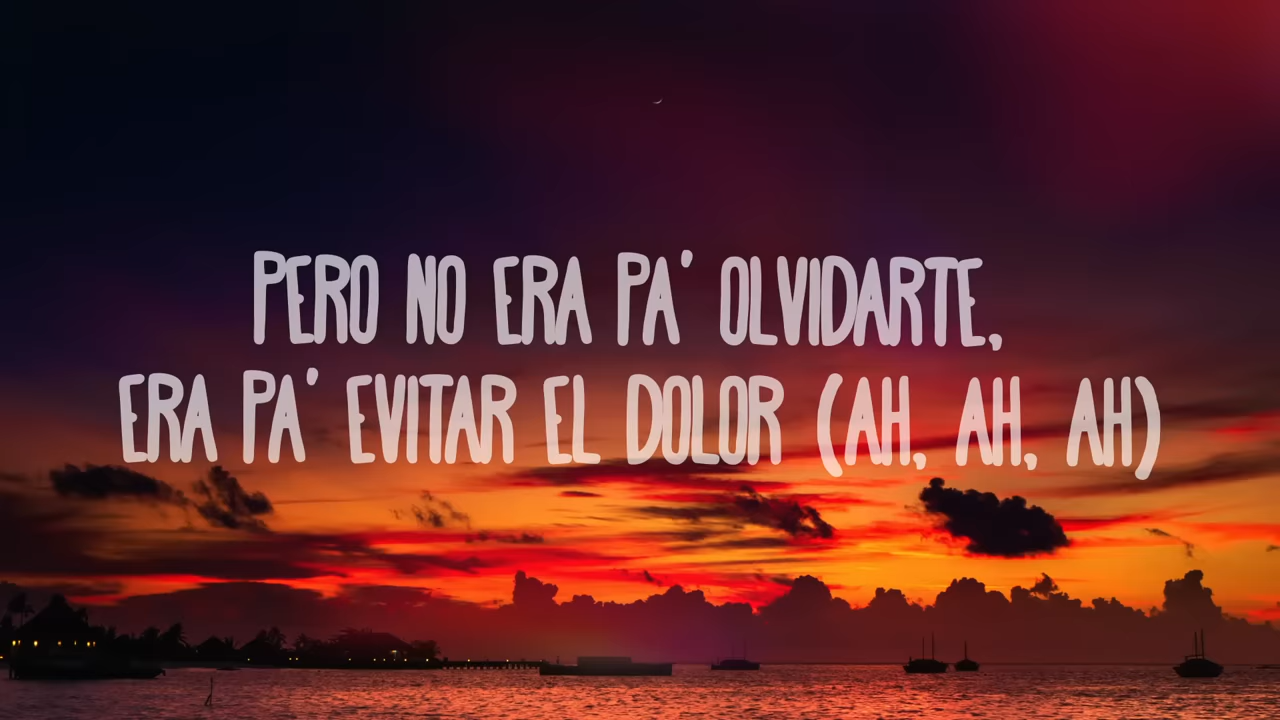 PERO NO ERA PA' OLVIDARTE,
ERA PA' EVITAR EL DOLOR (AH, AH, AH)